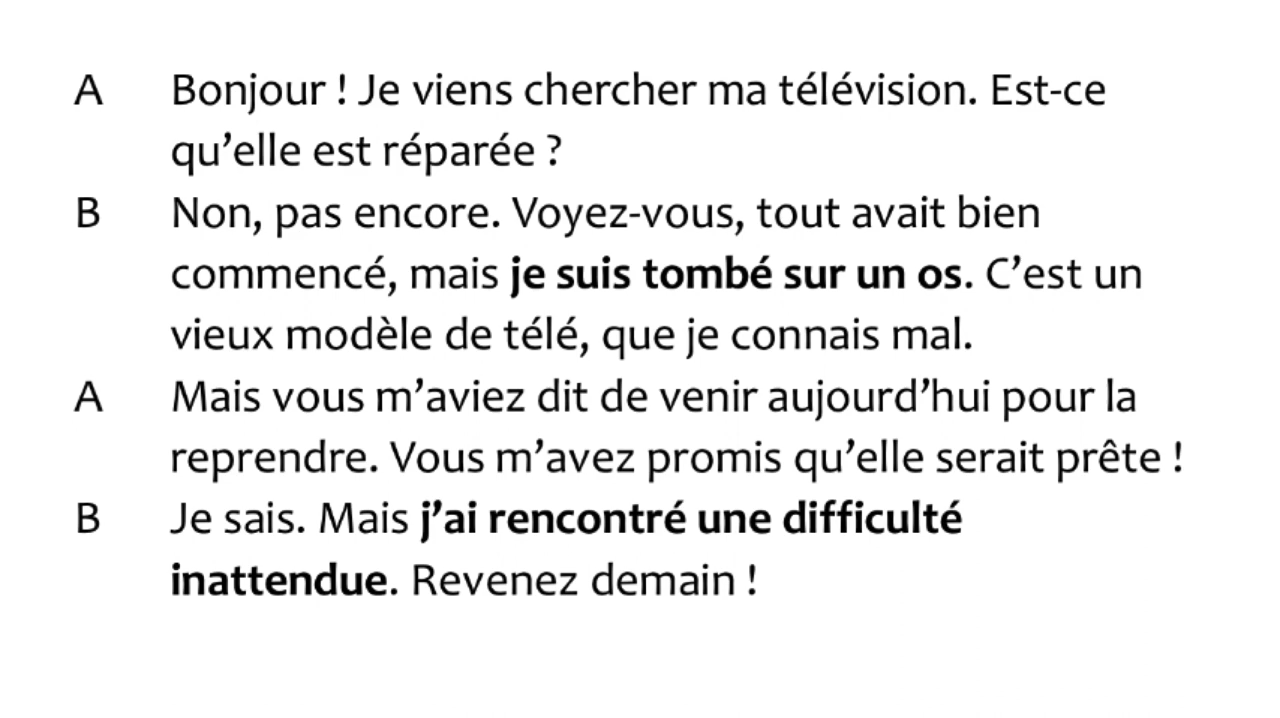 A Bonjour ! Je viens chercher ma télévision. Est-ce
qu’elle est réparée ?
B Non, pas encore. Voyez-vous, tout avait bien
commencé, mais je suis tombé sur un os. C’est un
vieux modèle de télé, que je connais mal.
A Mais vous m’aviez dit de venir aujourd’hui pour la
reprendre. Vous m’avez promis qu’elle serait prête !
B Je sais. Mais j’ai rencontré une difficulté
inattendue. Revenez demain !